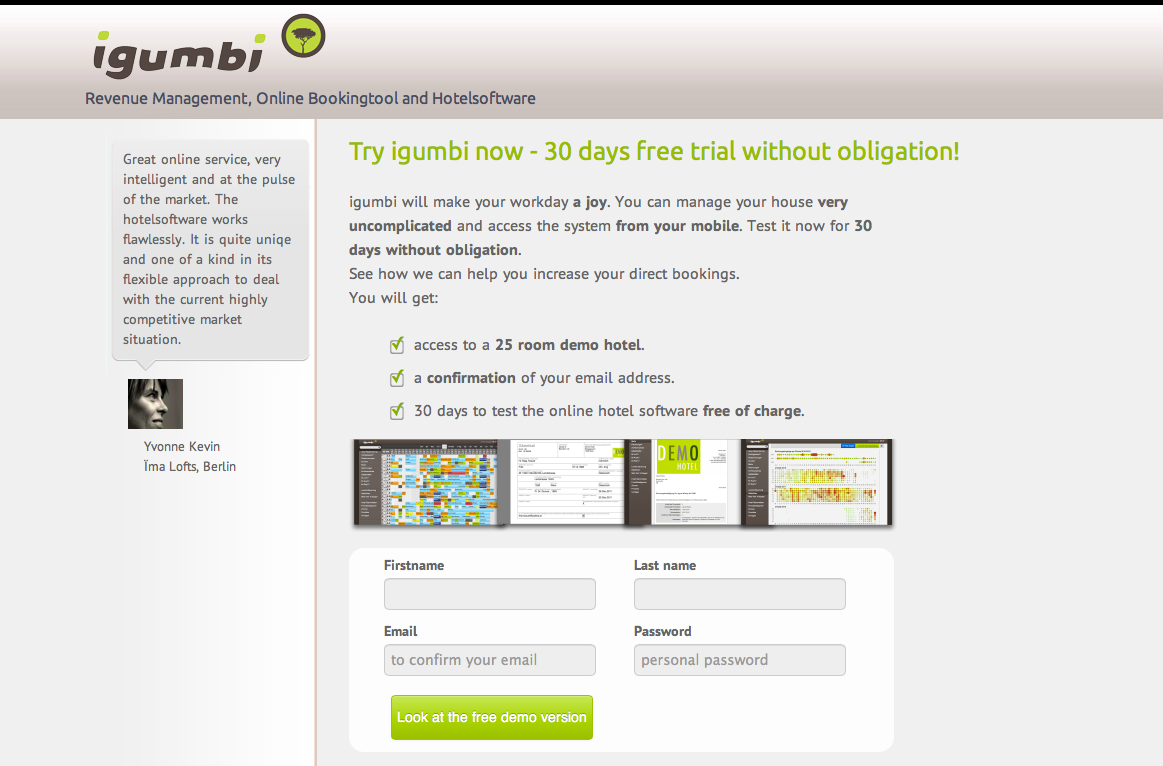 igumbi
Revenue Management, Online Bookingtool and Hotelsoftware
Great online service, very
intelligent and at the pulse
of the market. The
hotelsoftware works
flawlessly. It is quite uniqe
and one of a kind in its
flexible approach to deal
with the current highly
competitive market
situation.
Yvonne Kevin
Ïma Lofts, Berlin
Try igumbi now - 30 days free trial without obligation!
igumbi will make your workday a joy. You can manage your house very
uncomplicated and access the system from your mobile. Test it now for 30
days without obligation.
See how we can help you increase your direct bookings.
You will get:
access to a 25 room demo hotel.
a confirmation of your email address.
30 days to test the online hotel software free of charge.
DEMO
HOTEL
Firstname
Last name
Email
Password
to confirm your email
personal password
Look at the free demo version